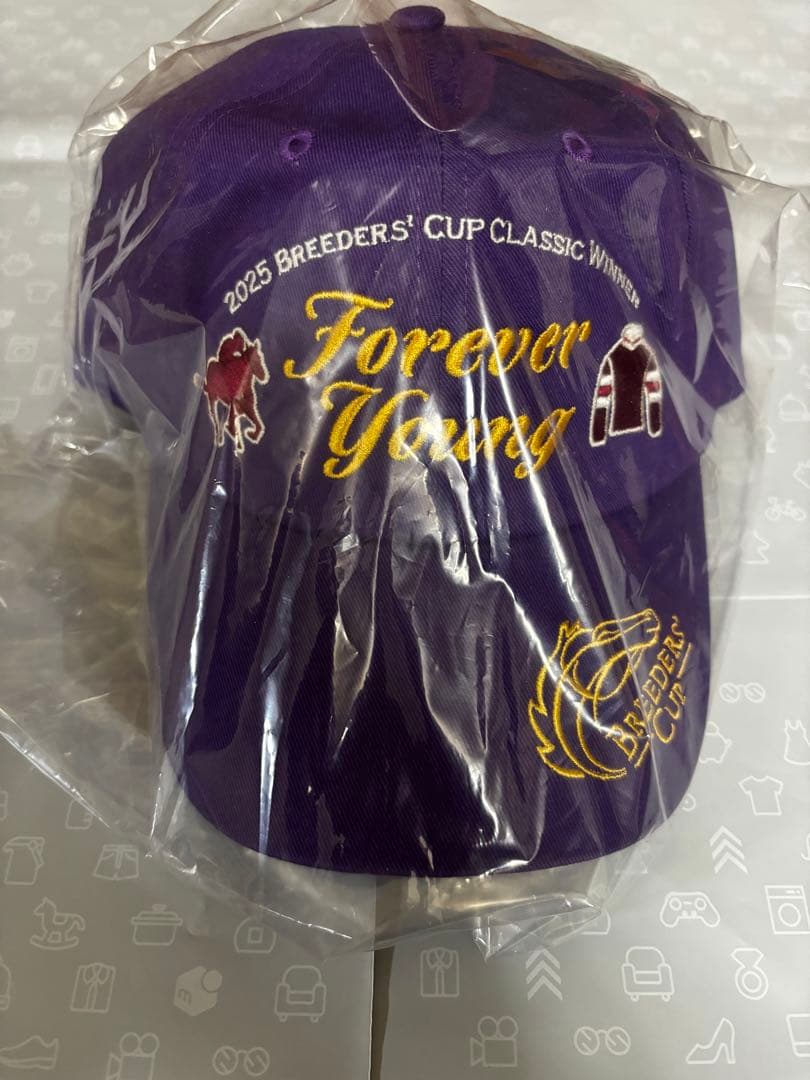 2025 BREEDERS' CUP CLASSIC WINNER
Forever
Young
BREEDERS'
CUP